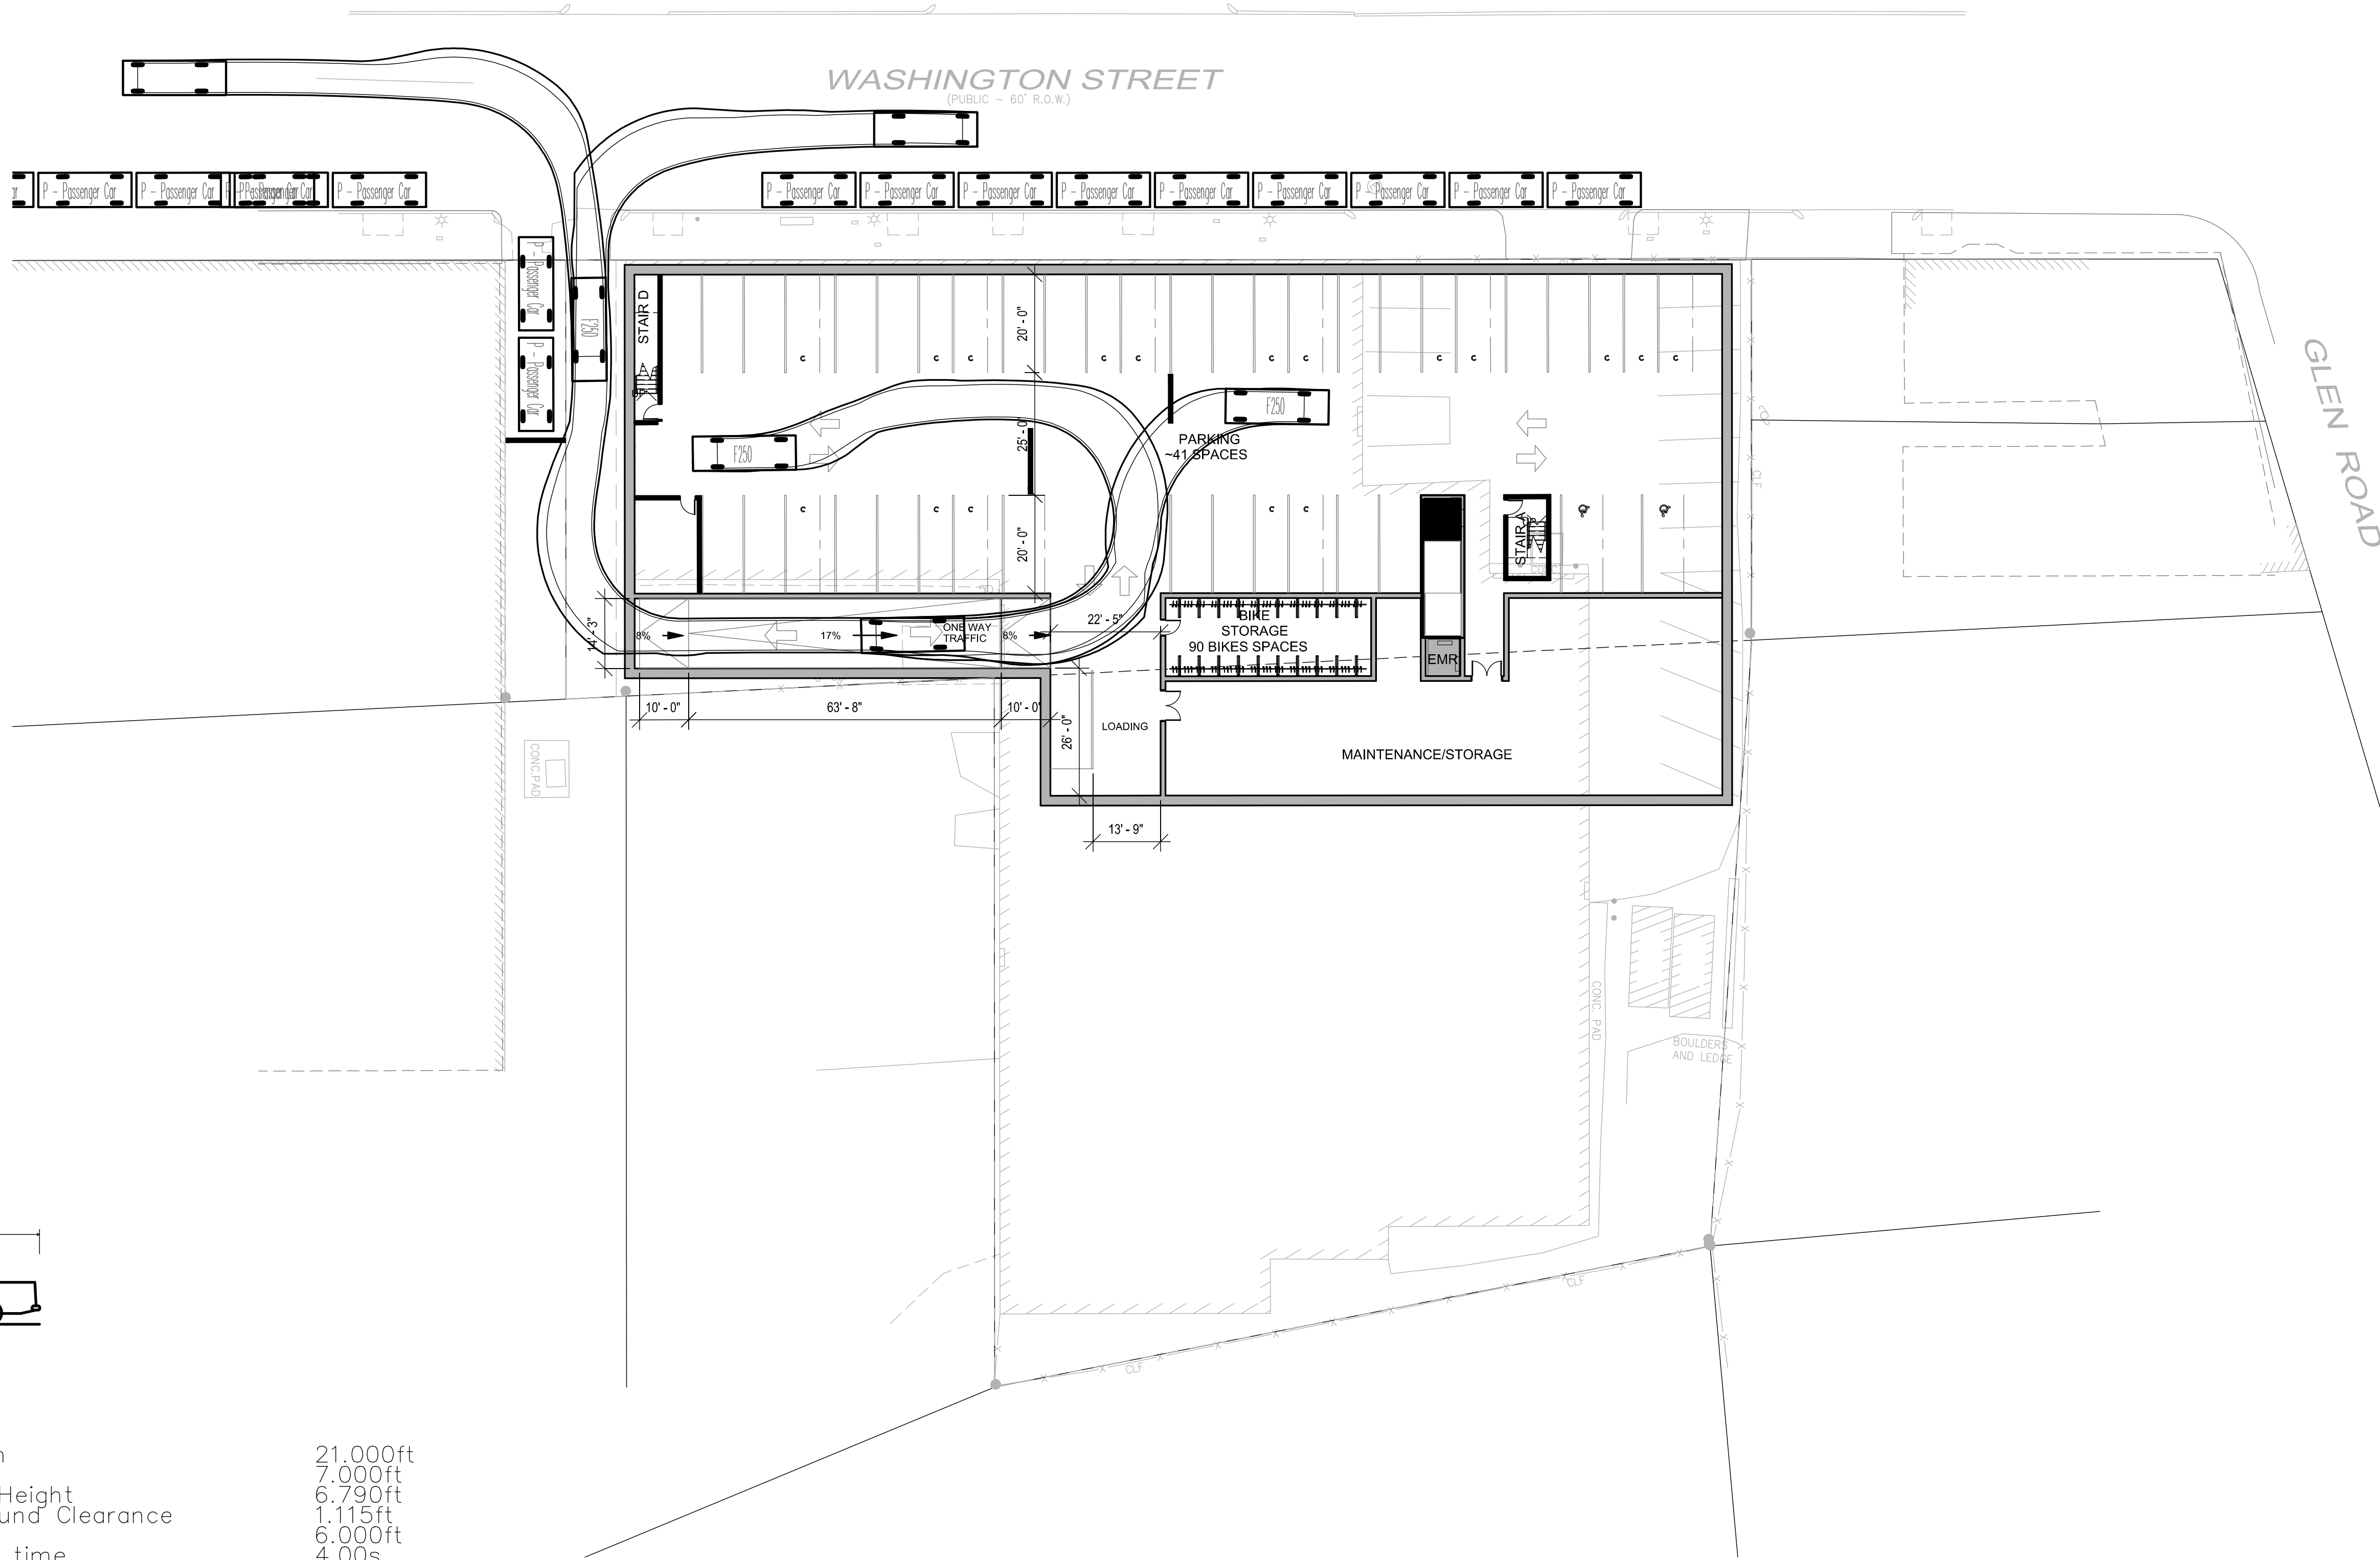 WASHINGTON STREET
(PUBLIC – 60' R.O.W.)
P - Passenger Car
P - Passenger Car
P - Passenger Car
P - Passenger Car
P - Passenger Car
P - Passenger Car
P - Passenger Car
P - Passenger Car
P - Passenger Car
P - Passenger Car
P - Passenger Car
P - Passenger Car
P - Passenger Car
P - Passenger Car
F250
STAIR D
UP
20' - 0"
C
C
C
C
C
C
C
C
C
C
C
C
GLEN ROAD
F250
F250
25' - 0"
PARKING
~41 SPACES
CLF
C
C
C
C
C
20' - 0"
STAIR A
14' - 3"
8%
17%
ONE WAY
TRAFFIC
8%
22' - 5"
BIKE
STORAGE
90 BIKES SPACES
EMR
10' - 0"
63' - 8"
10' - 0"
26' - 0"
LOADING
MAINTENANCE/STORAGE
CONC.PAD
13' - 9"
CONC. PAD
BOULDERS
AND LEDGE
CLF
CLF
21.000ft
7.000ft
Height
6.790ft
Clearance
1.115ft
6.000ft
time
4.00s